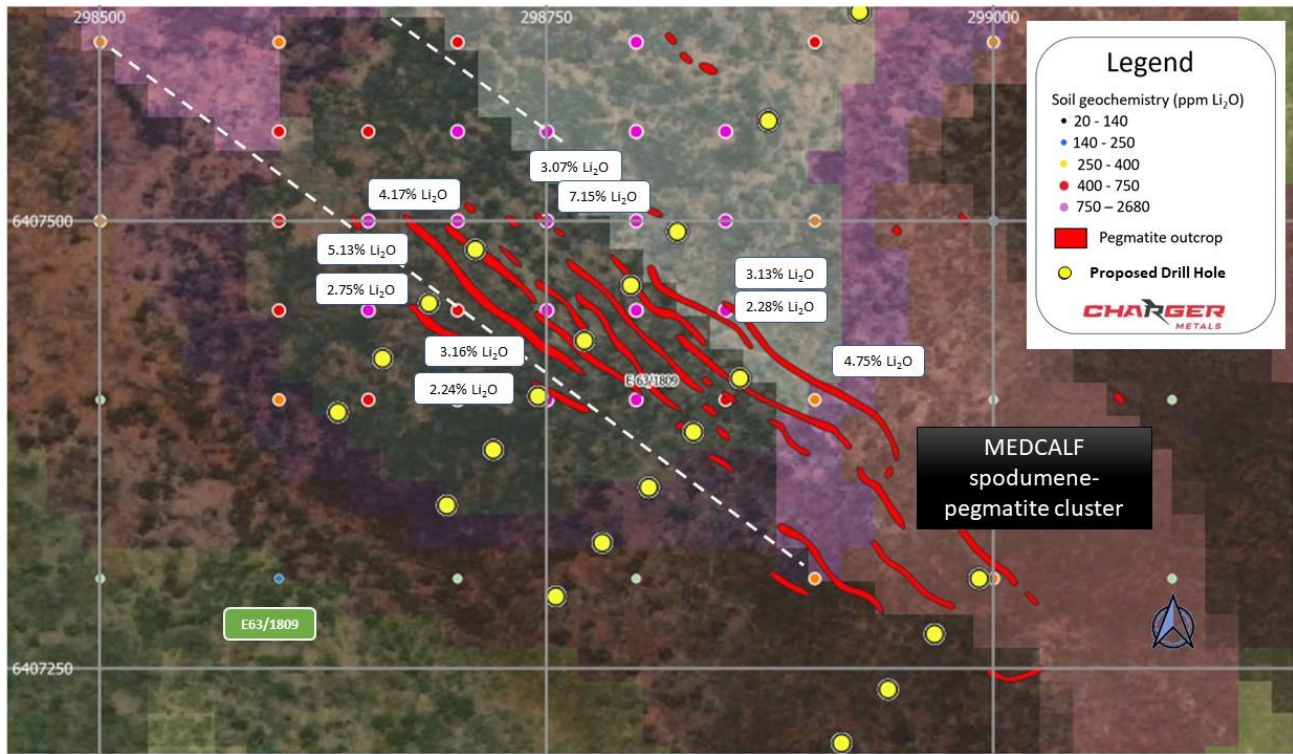 298500
298750
299000
Legend
Soil geochemistry (ppm Li₂O)
20 - 140
140 - 250
250 - 400
400 - 750
750 – 2680
Pegmatite outcrop
Proposed Drill Hole
CHARGER
METALS
3.07% Li₂O
4.17% Li₂O
7.15% Li₂O
6407500
5.13% Li₂O
2.75% Li₂O
3.13% Li₂O
2.28% Li₂O
3.16% Li₂O
2.24% Li₂O
4.75% Li₂O
E 63/1809
MEDCALF
spodumene-
pegmatite cluster
E63/1809
6407250